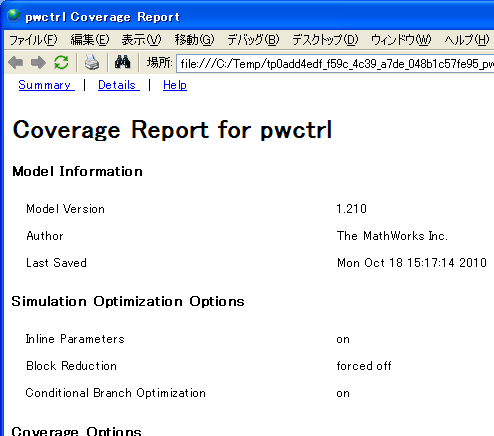 pwctrl Coverage Report
ファイル(F) 編集(E) 表示(V) 移動(G) デバッグ(B) デスクトップ(D) ウィンドウ(W) ヘルプ(H)
場所: file:///C:/Temp/tp0add4edf_f59c_4c39_a7de_048b1c57fe95_pw
Summary | Details | Help
Coverage Report for pwctrl
Model Information
Model Version 1.210
Author The MathWorks Inc.
Last Saved Mon Oct 18 15:17:14 2010
Simulation Optimization Options
Inline Parameters on
Block Reduction forced off
Conditional Branch Optimization on
Coverage Options